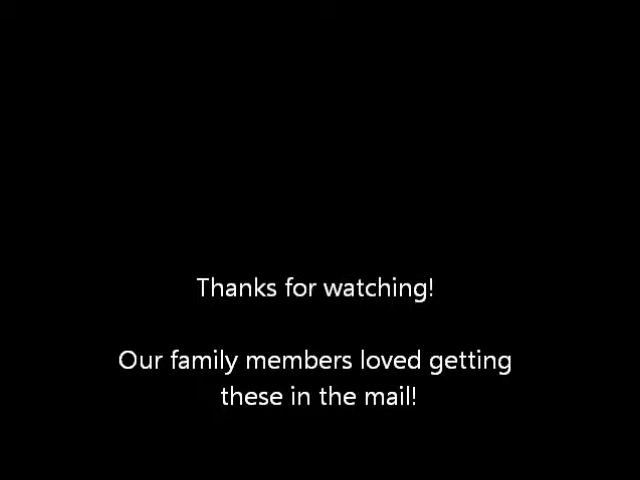 Thanks for watching!
Our family members loved getting
these in the mail!